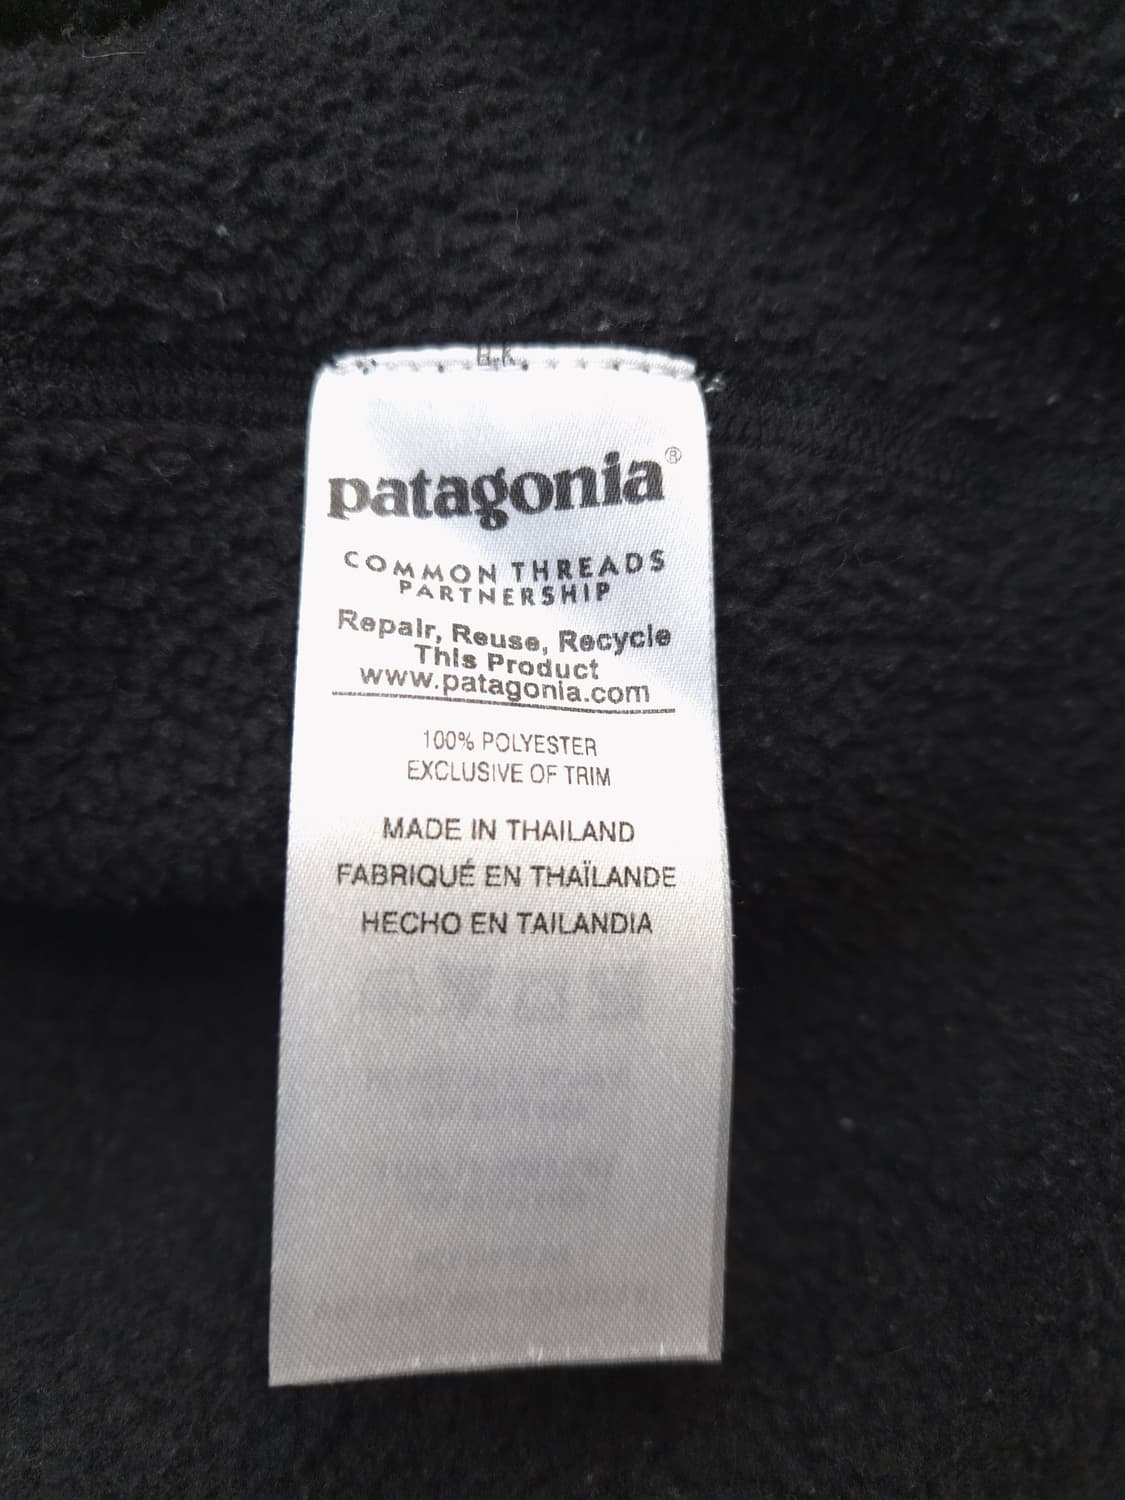 patagonia®
COMMON THREADS
PARTNERSHIP
Repair, Reuse, Recycle
This Product
www.patagonia.com
100% POLYESTER
EXCLUSIVE OF TRIM
MADE IN THAILAND
FABRIQUÉ EN THAÏLANDE
HECHO EN TAILANDIA